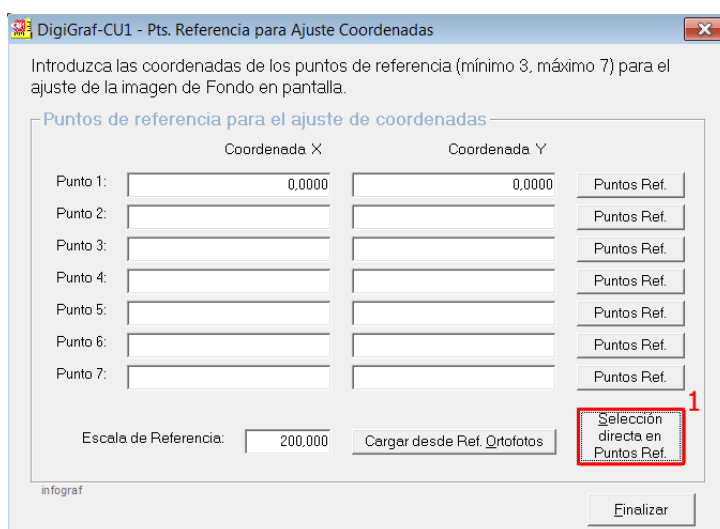 DigiGraf-CU1 - Pts. Referencia para Ajuste Coordenadas
Introduzca las coordenadas de los puntos de referencia (mínimo 3, máximo 7) para el
ajuste de la imagen de Fondo en pantalla.
Puntos de referencia para el ajuste de coordenadas
Coordenada X Coordenada Y
Punto 1: 0,0000 0,0000 Puntos Ref.
Punto 2: Puntos Ref.
Punto 3: Puntos Ref.
Punto 4: Puntos Ref.
Punto 5: Puntos Ref.
Punto 6: Puntos Ref.
Punto 7: Puntos Ref.
1
Escala de Referencia: 200,000 Cargar desde Ref. Ortofotos
Selección
directa en
Puntos Ref.
infograf
Finalizar